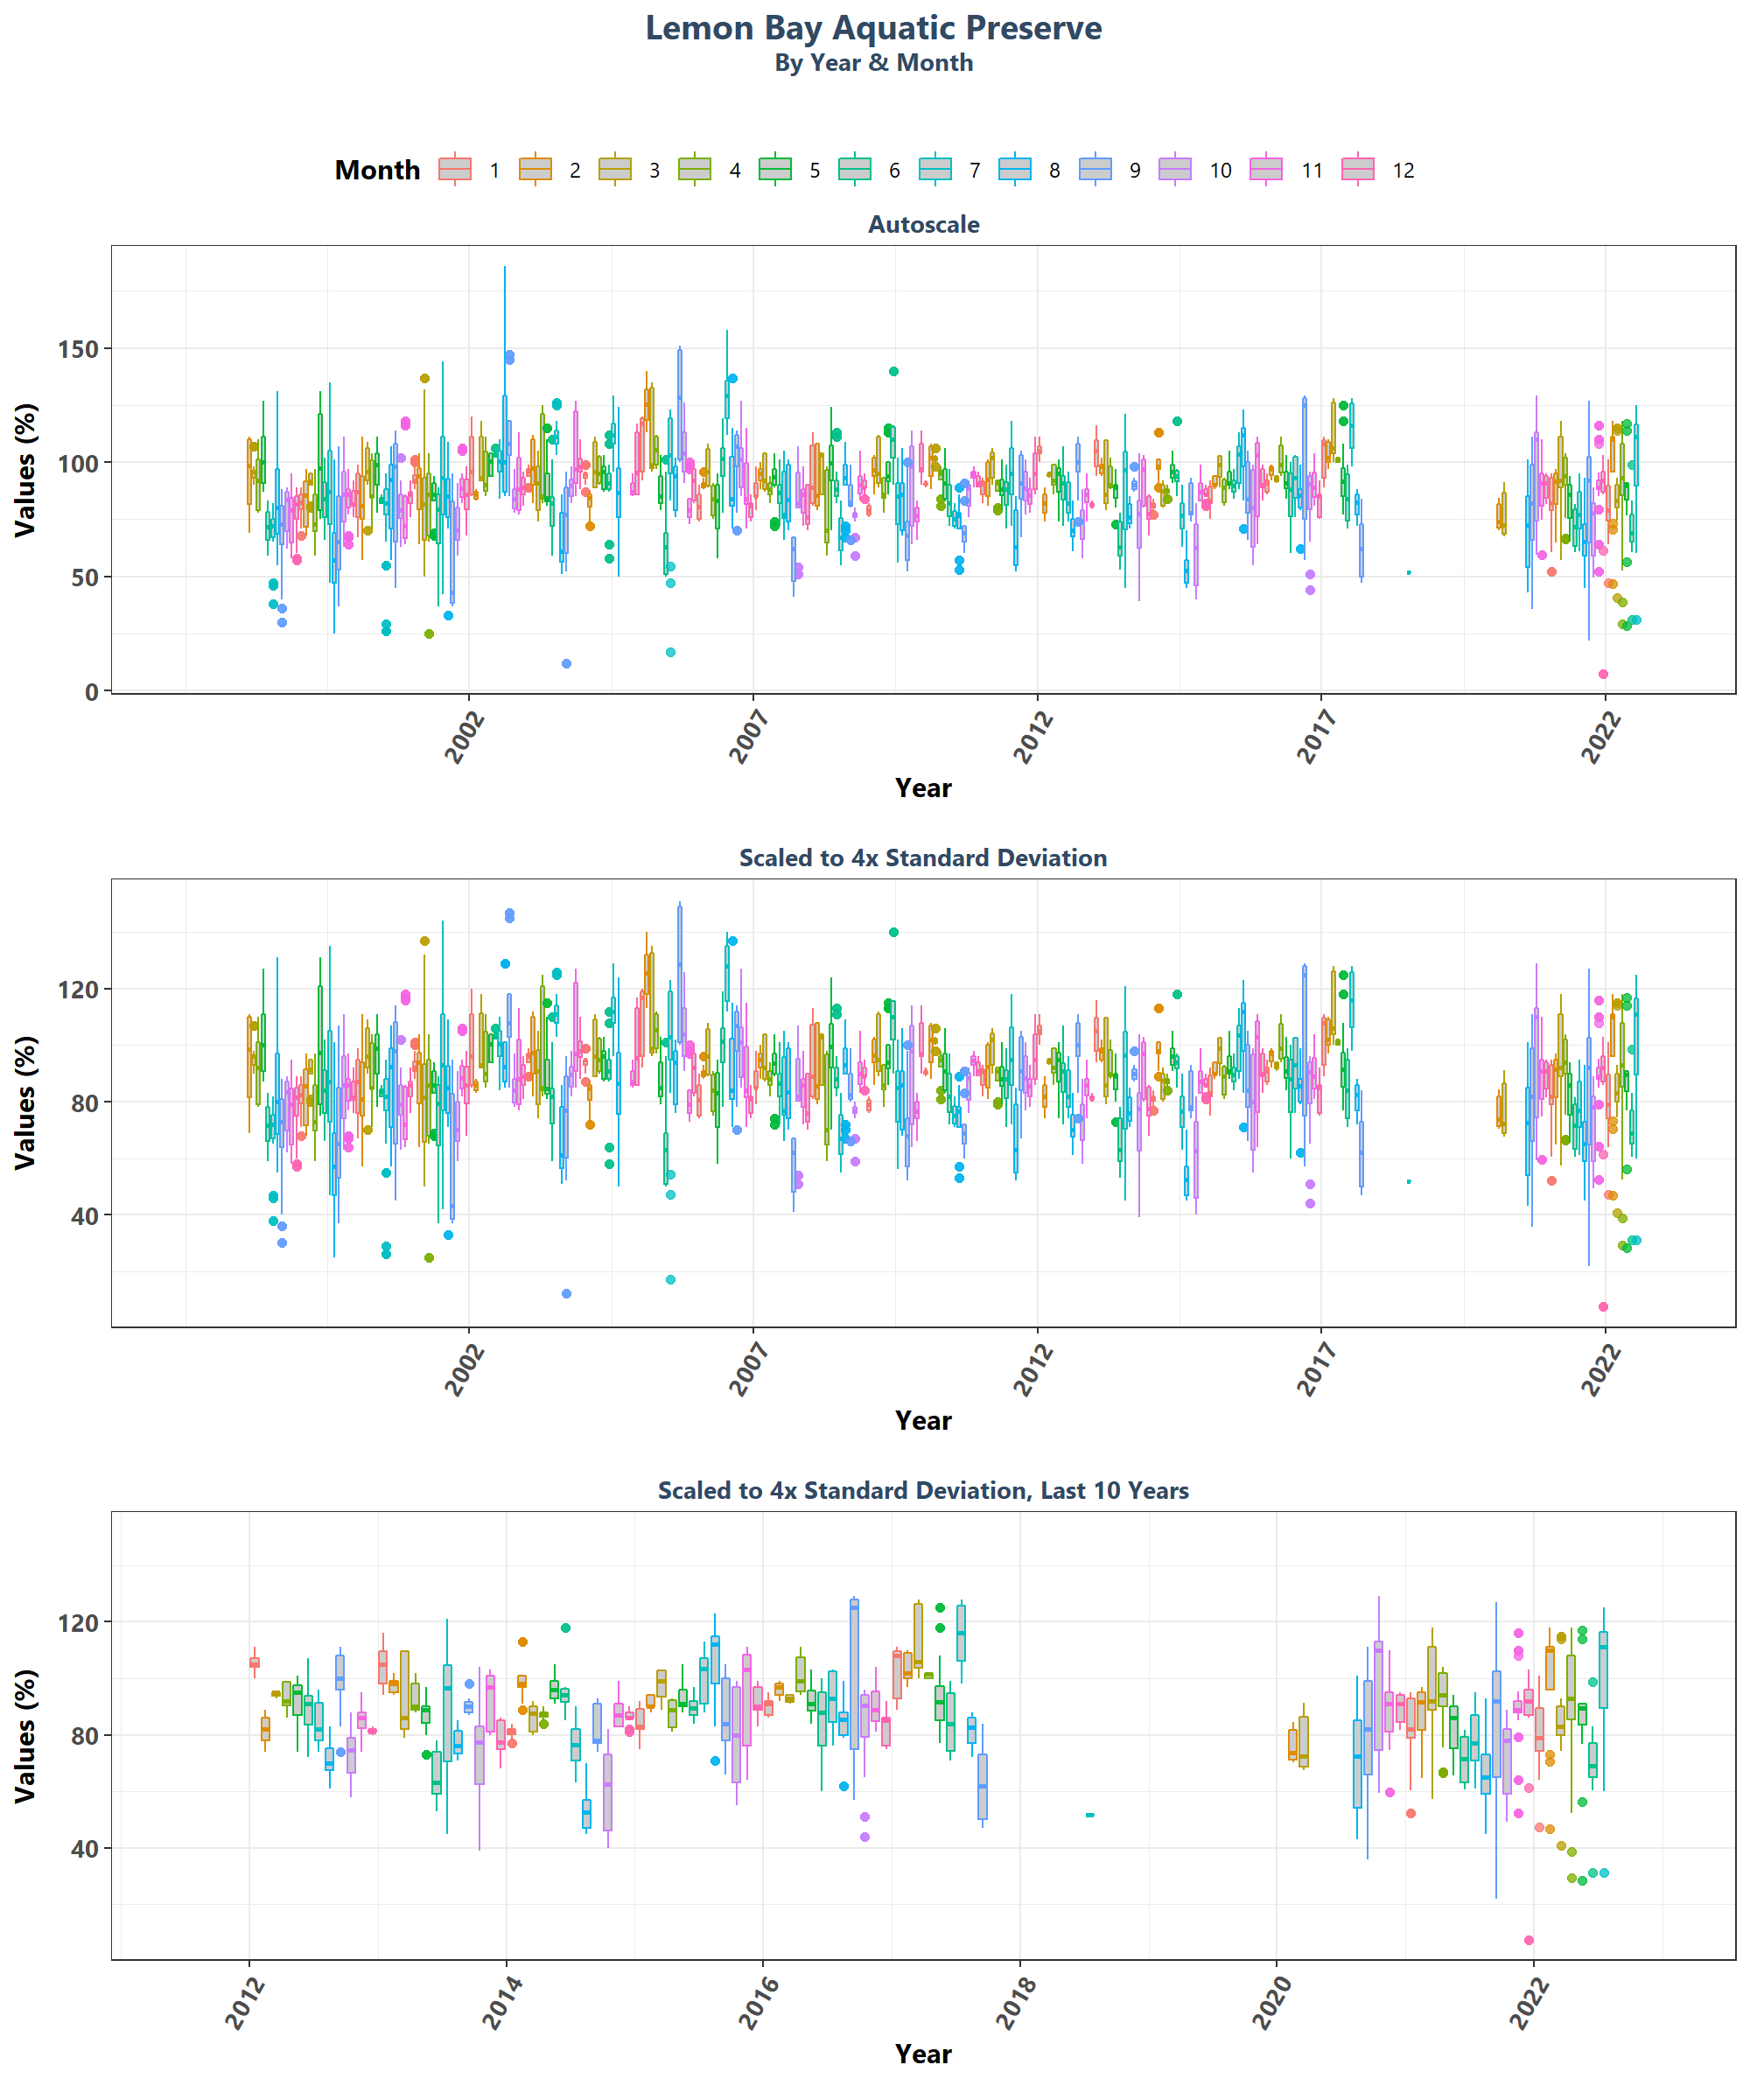 Lemon Bay Aquatic Preserve
By Year & Month
Month 1 2 3 4 5 6 7 8 9 10 11 12
Autoscale
Values (%)
150
100
50
0
2002 2007 2012 2017 2022
Year
Scaled to 4x Standard Deviation
Values (%)
120
80
40
2002 2007 2012 2017 2022
Year
Scaled to 4x Standard Deviation, Last 10 Years
Values (%)
120
80
40
2012 2014 2016 2018 2020 2022
Year